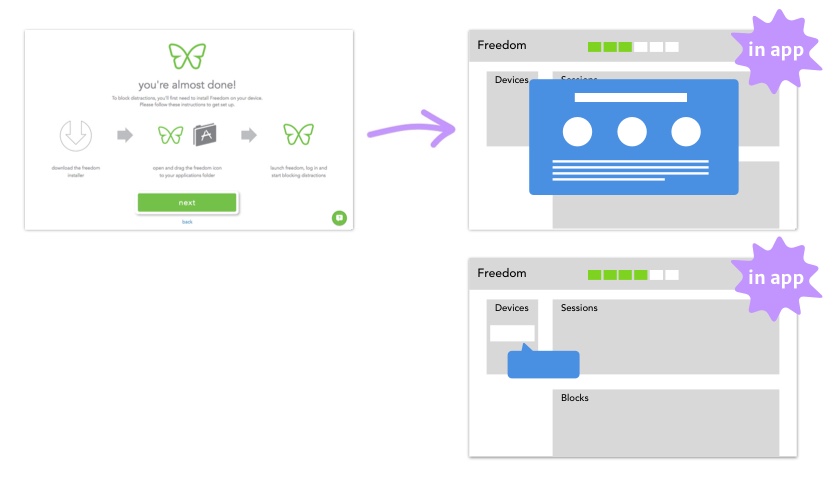 you're almost done!
To block distractions, you'll first need to install Freedom on your device.
Please follow these instructions to get set up.
download the freedom
installer
open and drag the freedom icon
to your applications folder
launch freedom, log in and
start blocking distractions
next
back
Freedom
in app
Devices
Sessions
Freedom
in app
Devices
Sessions
Blocks